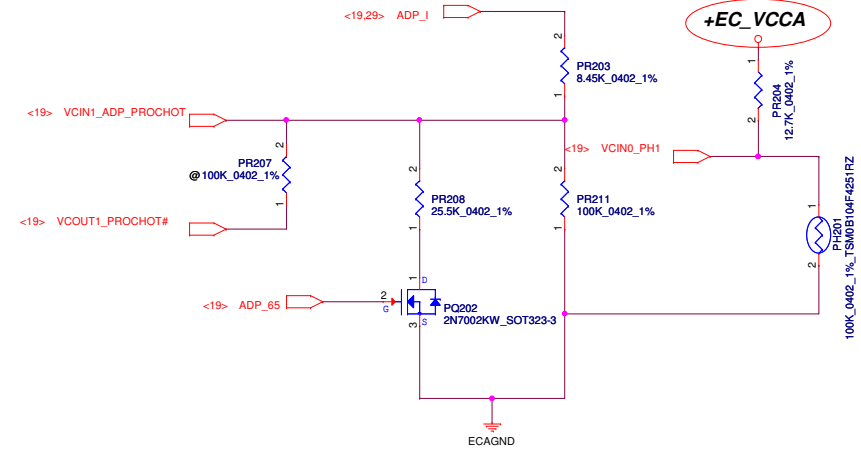 <19,29> ADP_I
+EC_VCCA
2
PR203
8.45K_0402_1%
1
1
PR204
12.7K_0402_1%
2
<19> VCIN1_ADP_PROCHOT
<19> VCIN0_PH1
2
PR207
@100K_0402_1%
1
2
PR208
25.5K_0402_1%
1
2
PR211
100K_0402_1%
1
1
PH201
100K_0402_1%_TSM0B104F4251RZ
2
<19> VCOUT1_PROCHOT#
1
D
<19> ADP_65
2
G
PQ202
2N7002KW_SOT323-3
3
S
ECAGND